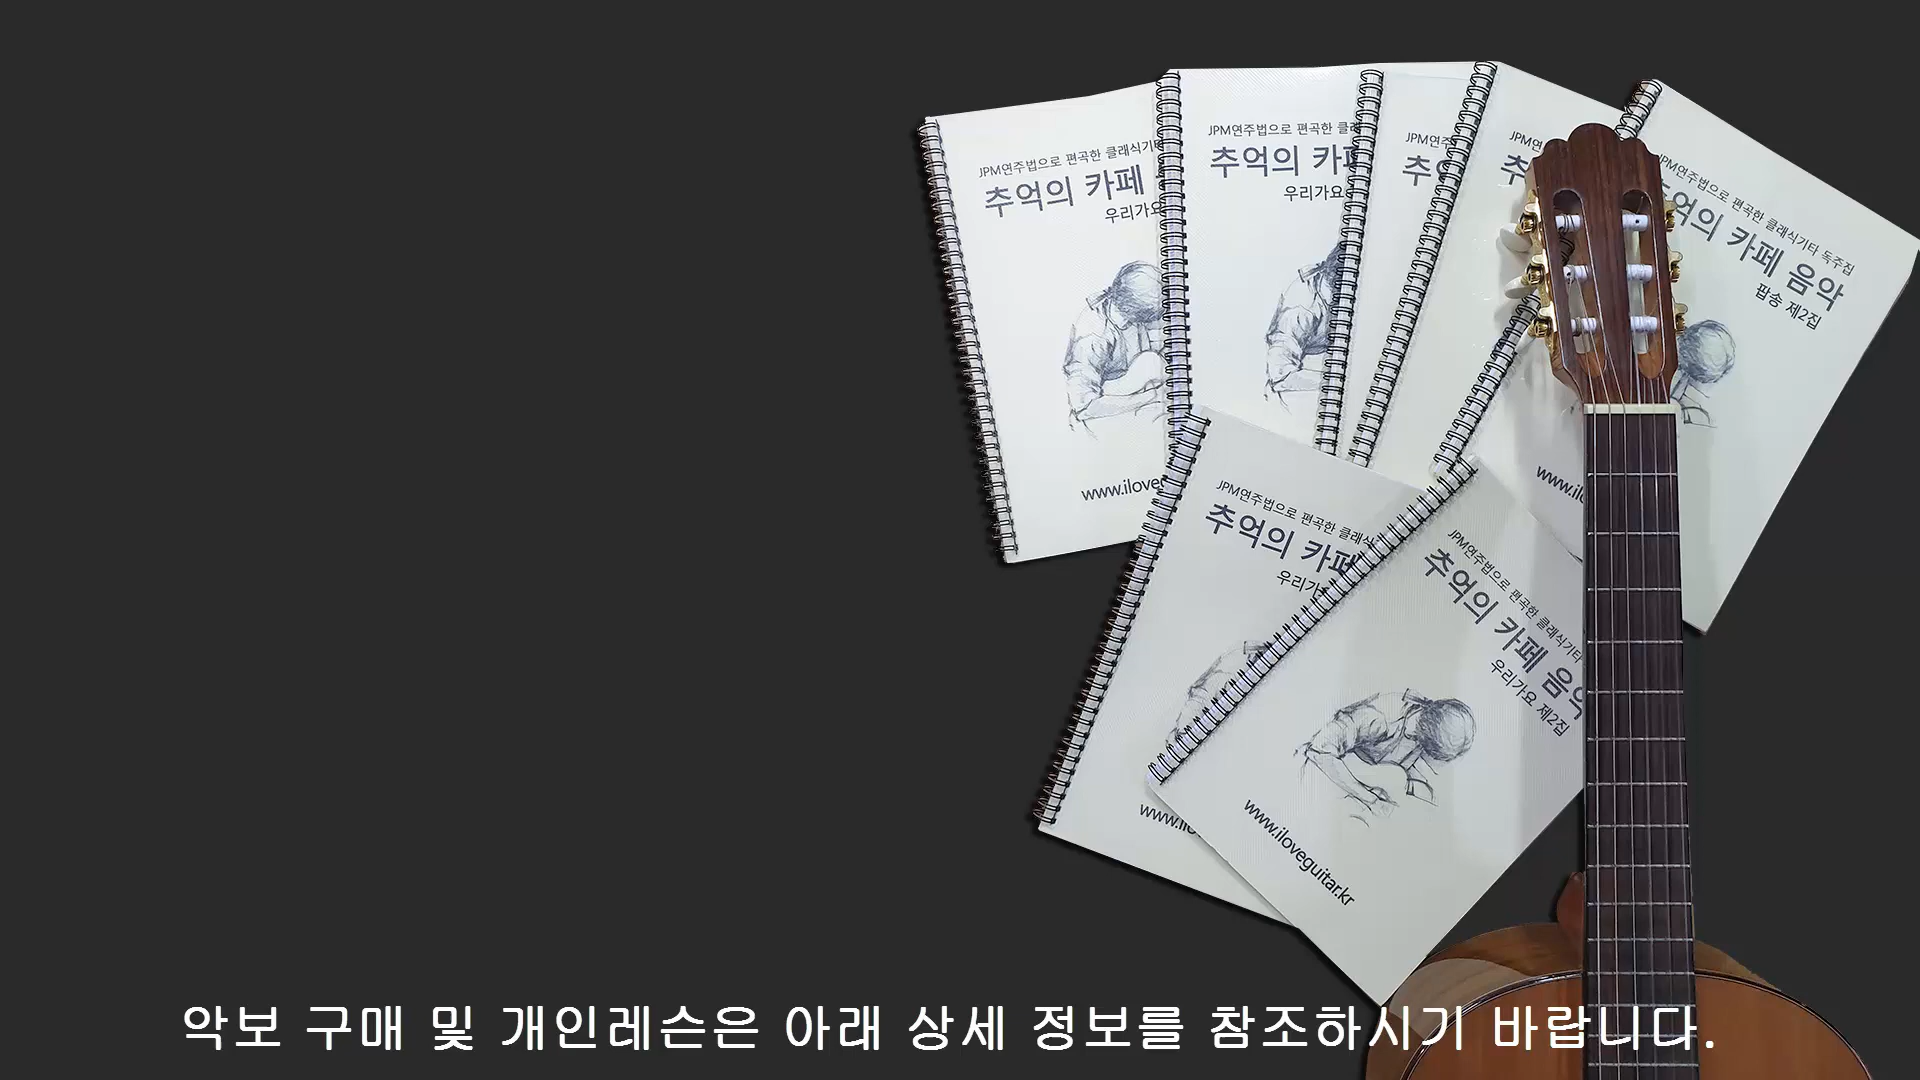 JPM연주법으로 편곡한 클래식기타
추억의 카페
우리가요
www.ilove
JPM연주법으로 편곡한 클래
추억의 카페
우리가요
JPM연주
JPM연
JPM연주법으로 편곡한 클래식기타 독주집
추억의 카페 음악
팝송 제2집
JPM연주법으로 편곡한 클래식
추억의 카페
우리가
JPM연주법으로 편곡한 클래식기타
추억의 카페 음악
우리가요 제2집
www.iloveguitar.kr
악보 구매 및 개인레슨은 아래 상세 정보를 참조하시기 바랍니다.